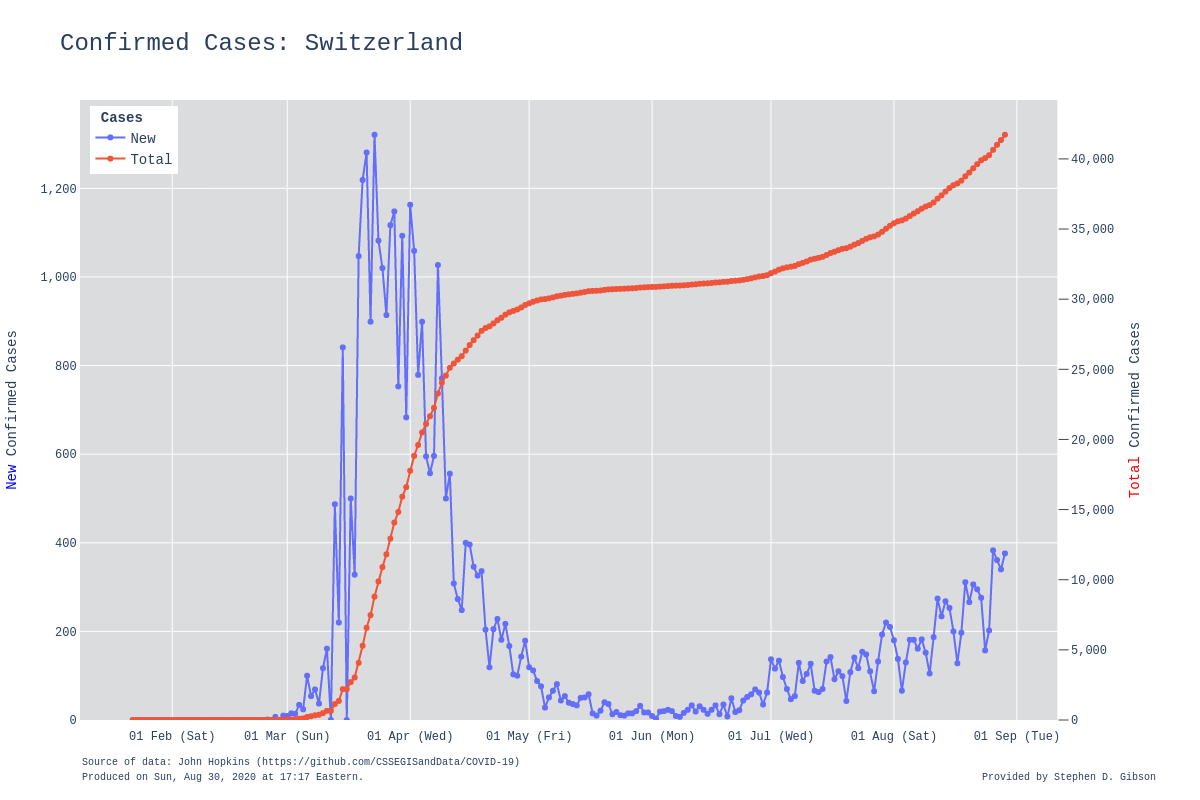 Confirmed Cases: Switzerland
Cases
New
Total
1,200
1,000
800
600
400
200
0
New Confirmed Cases
40,000
35,000
30,000
25,000
20,000
15,000
10,000
5,000
0
Total Confirmed Cases
01 Feb (Sat) 01 Mar (Sun) 01 Apr (Wed) 01 May (Fri) 01 Jun (Mon) 01 Jul (Wed) 01 Aug (Sat) 01 Sep (Tue)
Source of data: John Hopkins (https://github.com/CSSEGISandData/COVID-19)
Produced on Sun, Aug 30, 2020 at 17:17 Eastern.
Provided by Stephen D. Gibson